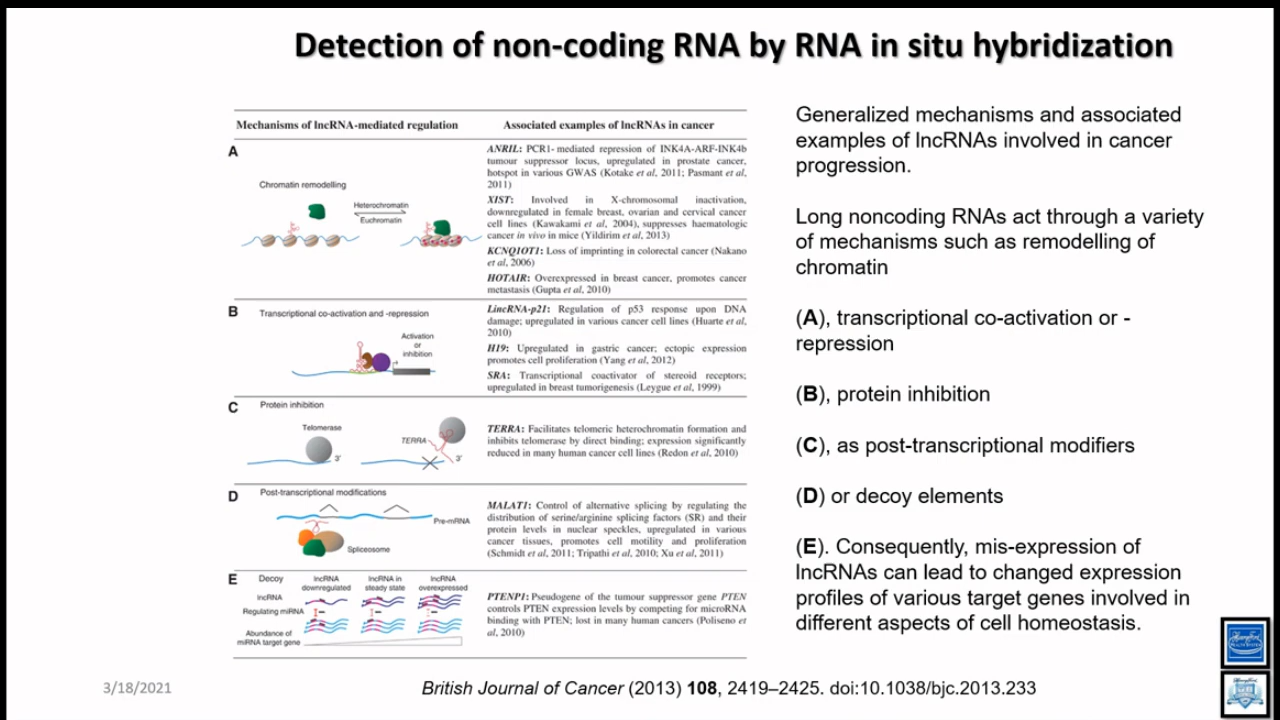 Detection of non-coding RNA by RNA in situ hybridization
Mechanisms of lncRNA-mediated regulation
Associated examples of lncRNAs in cancer
A
Chromatin remodelling
Heterochromatin
Euchromatin
ANRIL: PCR1- mediated repression of INK4A-ARF-INK4b
tumour suppressor locus, upregulated in prostate cancer,
hotspot in various GWAS (Kotake et al, 2011; Pasmant et al,
2011)
XIST: Involved in X-chromosomal inactivation,
downregulated in female breast, ovarian and cervical cancer
cell lines (Kawakami et al, 2004), suppresses haematologic
cancer in vivo in mice (Yildirim et al, 2013)
KCNQ1OT1: Loss of imprinting in colorectal cancer (Nakano
et al, 2006)
HOTAIR: Overexpressed in breast cancer, promotes cancer
metastasis (Gupta et al, 2010)
B
Transcriptional co-activation and -repression
Activation
or
inhibition
LincRNA-p21: Regulation of p53 response upon DNA
damage; upregulated in various cancer cell lines (Huarte et al,
2010)
H19: Upregulated in gastric cancer; ectopic expression
promotes cell proliferation (Yang et al, 2012)
SRA: Transcriptional coactivator of stereoid receptors;
upregulated in breast tumorigenesis (Leygue et al, 1999)
C
Protein inhibition
Telomerase
3'
TERRA
3'
TERRA: Facilitates telomeric heterochromatin formation and
inhibits telomerase by direct binding; expression significantly
reduced in many human cancer cell lines (Redon et al, 2010)
D
Post-transcriptional modifications
Pre-mRNA
Spliceosome
MALAT1: Control of alternative splicing by regulating the
distribution of serine/arginine splicing factors (SR) and their
protein levels in nuclear speckles, upregulated in various
cancer tissues, promotes cell motility and proliferation
(Schmidt et al, 2011; Tripathi et al, 2010; Xu et al, 2011)
E
Decoy
lncRNA
downregulated
lncRNA in
steady state
lncRNA
overexpressed
lncRNA
Regulating miRNA
Abundance of
miRNA target gene
PTENP1: Pseudogene of the tumour suppressor gene PTEN
controls PTEN expression levels by competing for microRNA
binding with PTEN; lost in many human cancers (Poliseno et
al, 2010)
Generalized mechanisms and associated
examples of lncRNAs involved in cancer
progression.
Long noncoding RNAs act through a variety
of mechanisms such as remodelling of
chromatin
(A), transcriptional co-activation or -
repression
(B), protein inhibition
(C), as post-transcriptional modifiers
(D) or decoy elements
(E). Consequently, mis-expression of
lncRNAs can lead to changed expression
profiles of various target genes involved in
different aspects of cell homeostasis.
3/18/2021
British Journal of Cancer (2013) 108, 2419–2425. doi:10.1038/bjc.2013.233